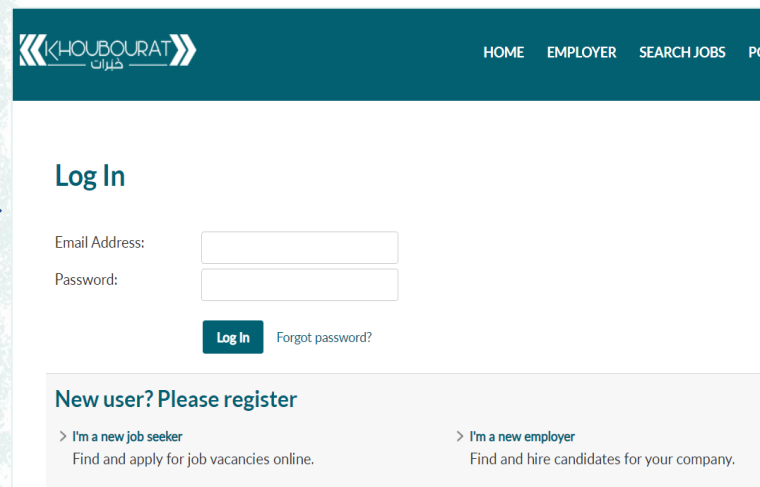 KHOUBOURAT
خبرات
HOME EMPLOYER SEARCH JOBS
Log In
Email Address:
Password:
Log In Forgot password?
New user? Please register
I'm a new job seeker
Find and apply for job vacancies online.
I'm a new employer
Find and hire candidates for your company.